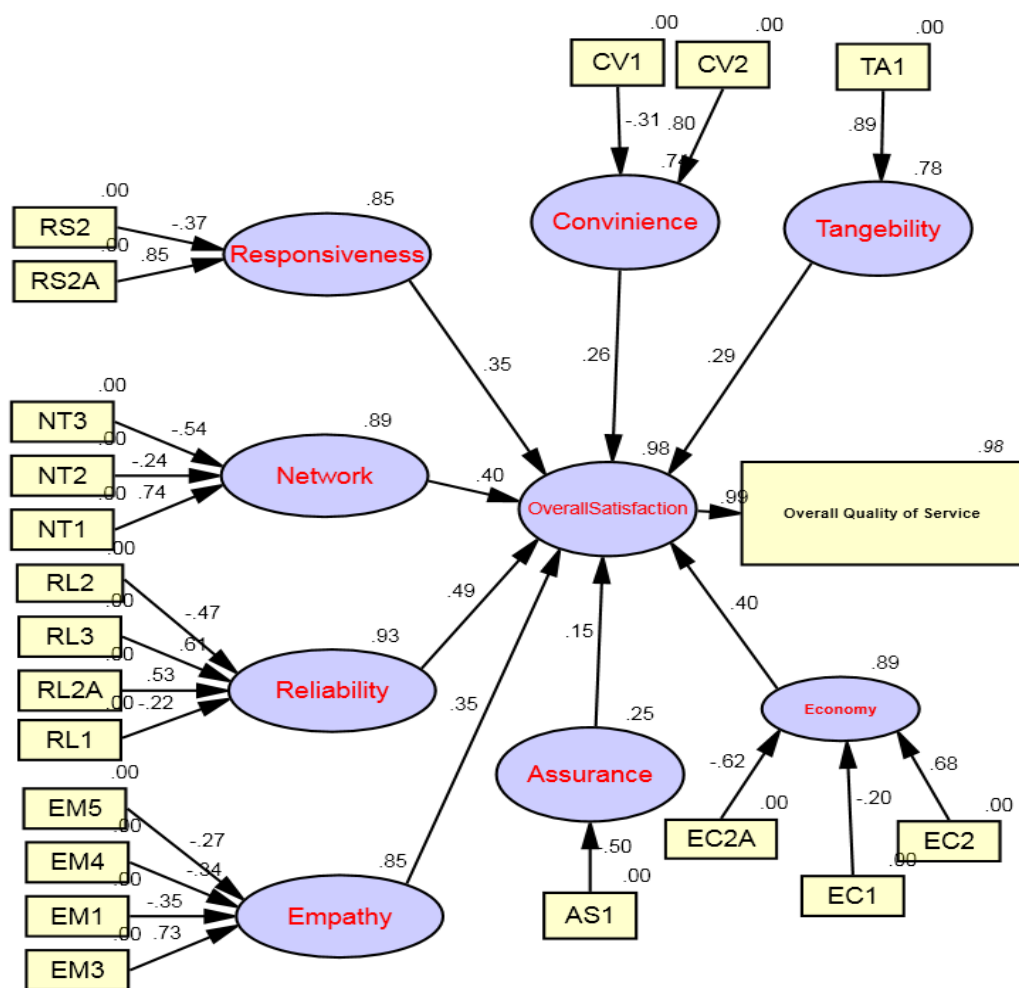 .00
.00
.00
CV1
CV2
TA1
-.31
.80
.89
.74
.78
.00
.85
RS2
-.37
.00
.85
RS2A
Responsiveness
Convinience
Tangebility
.35
.26
.29
.00
.89
NT3
-.54
.00
NT2
-.24
.00
.74
NT1
Network
.40
.98
OverallSatisfaction
.99
.98
Overall Quality of Service
.00
RL2
-.47
.00
RL3
.61
.00
RL2A
.53
.00
-.22
RL1
.93
Reliability
.49
.15
.40
.35
.00
EM5
-.27
.00
EM4
-.34
.00
EM1
-.35
.00
.73
EM3
.85
Empathy
.25
Assurance
-.50
.00
AS1
.89
Economy
-.62
-.20
.68
.00
EC2A
.00
EC1
.00
EC2